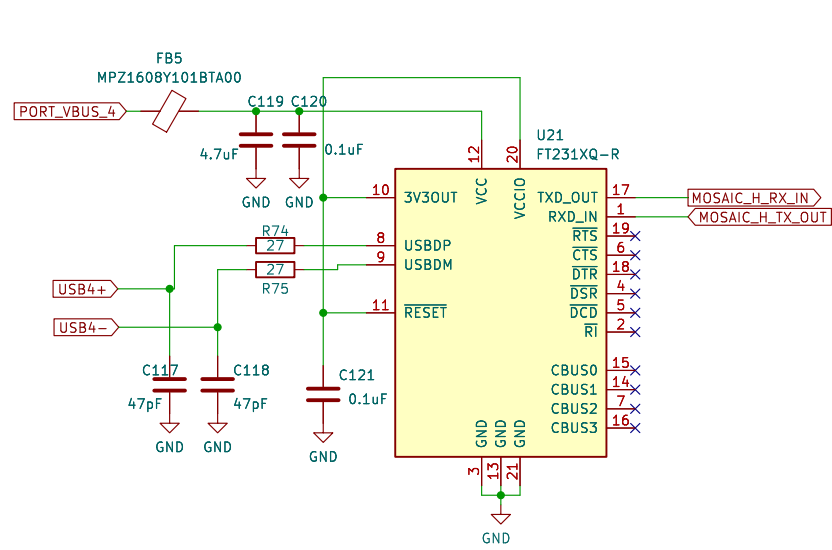 FB5
MPZ1608Y101BTA00
PORT_VBUS_4
C119
C120
4.7uF
0.1uF
GND
GND
U21
FT231XQ-R
12
20
VCC
VCCIO
10
3V3OUT
TXD_OUT
17
MOSAIC_H_RX_IN
RXD_IN
1
MOSAIC_H_TX_OUT
R74
27
8
USBDP
RTS
19
27
R75
9
USBDM
CTS
6
DTR
18
USB4+
DSR
4
11
RESET
DCD
5
USB4-
RI
2
C117
47pF
GND
C118
47pF
GND
C121
0.1uF
GND
CBUS0
15
CBUS1
14
CBUS2
7
CBUS3
16
GND
GND
GND
3
13
21
GND